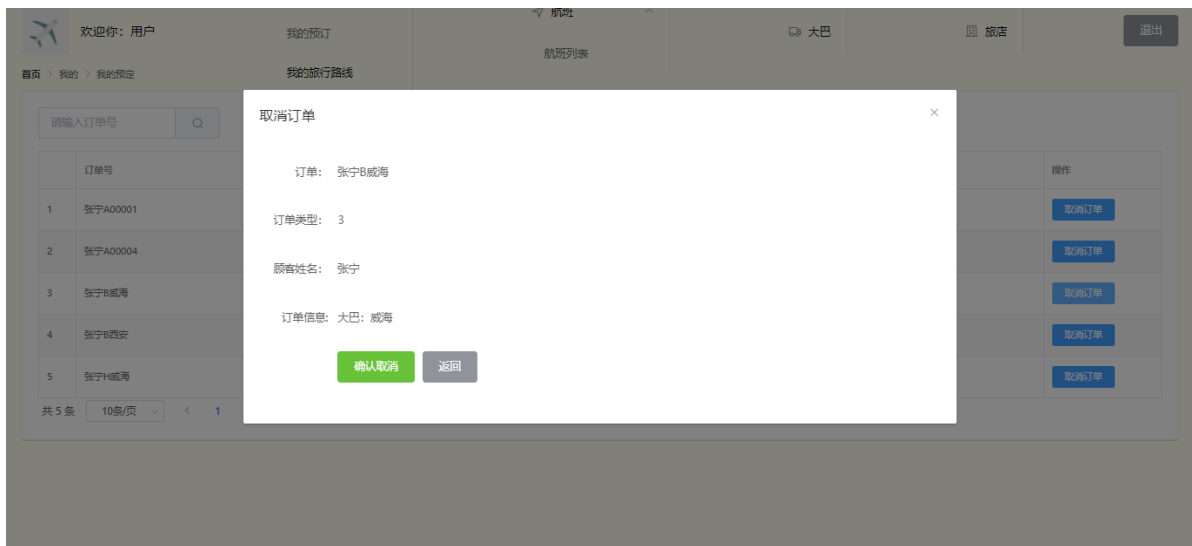 欢迎你：用户
我的预订
航班
大巴
旅店
退出
航班列表
首页 > 我的 > 我的预定
我的旅行路线
请输入订单号
取消订单
订单： 张宁B威海
订单类型： 3
顾客姓名： 张宁
订单信息: 大巴：威海
确认取消 返回
订单号 操作
1 张宁A00001 取消订单
2 张宁A00004 取消订单
3 张宁B威海 取消订单
4 张宁B西安 取消订单
5 张宁H威海 取消订单
共 5 条 10条/页 < 1